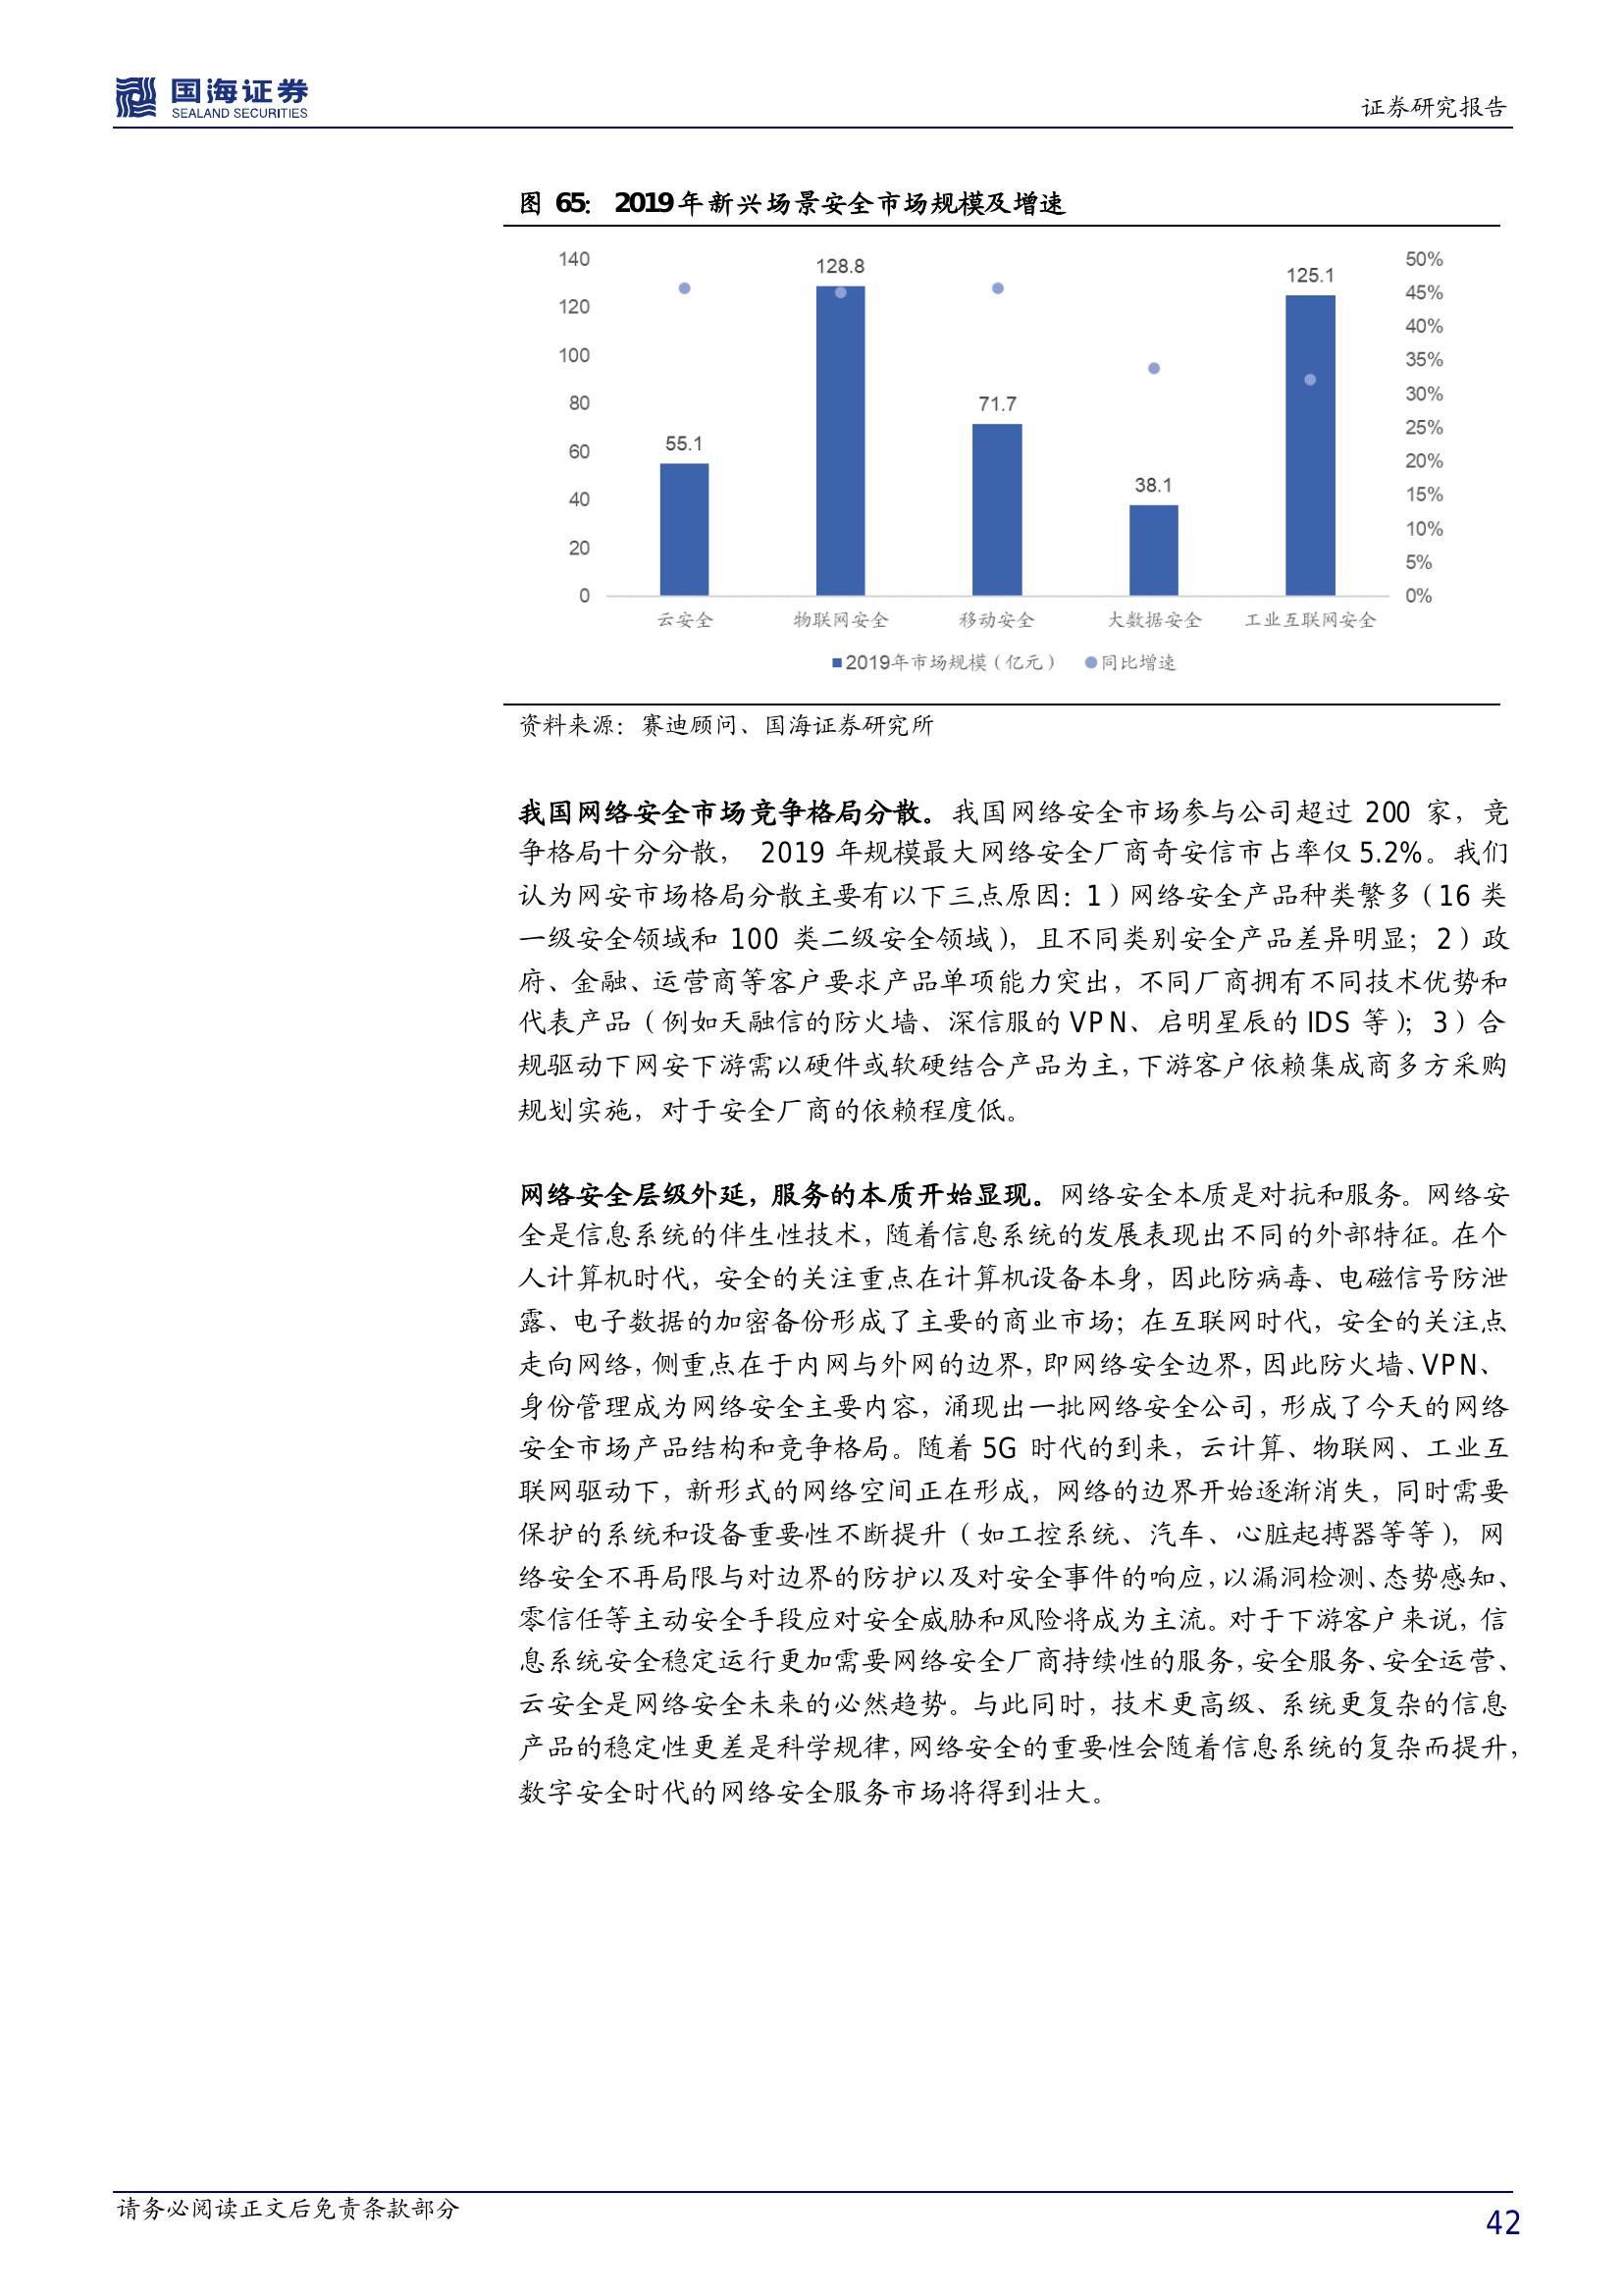 国海证券
SEALAND SECURITIES
证券研究报告
图 65: 2019年新兴场景安全市场规模及增速
140
120
100
80
60
40
20
0
55.1
128.8
71.7
38.1
125.1
50%
45%
40%
35%
30%
25%
20%
15%
10%
5%
0%
云安全
物联网安全
移动安全
大数据安全
工业互联网安全
2019年市场规模（亿元）
同比增速
资料来源：赛迪顾问、国海证券研究所
我国网络安全市场竞争格局分散。我国网络安全市场参与公司超过 200 家，竞
争格局十分分散， 2019 年规模最大网络安全厂商奇安信市占率仅 5.2%。我们
认为网安市场格局分散主要有以下三点原因：1）网络安全产品种类繁多（16 类
一级安全领域和 100 类二级安全领域），且不同类别安全产品差异明显；2）政
府、金融、运营商等客户要求产品单项能力突出，不同厂商拥有不同技术优势和
代表产品（例如天融信的防火墙、深信服的 VPN、启明星辰的 IDS 等）；3）合
规驱动下网安下游需以硬件或软硬结合产品为主，下游客户依赖集成商多方采购
规划实施，对于安全厂商的依赖程度低。
网络安全层级外延，服务的本质开始显现。网络安全本质是对抗和服务。网络安
全是信息系统的伴生性技术，随着信息系统的发展表现出不同的外部特征。在个
人计算机时代，安全的关注重点在计算机设备本身，因此防病毒、电磁信号防泄
露、电子数据的加密备份形成了主要的商业市场；在互联网时代，安全的关注点
走向网络，侧重点在于内网与外网的边界，即网络安全边界，因此防火墙、VPN、
身份管理成为网络安全主要内容，涌现出一批网络安全公司，形成了今天的网络
安全市场产品结构和竞争格局。随着 5G 时代的到来，云计算、物联网、工业互
联网驱动下，新形式的网络空间正在形成，网络的边界开始逐渐消失，同时需要
保护的系统和设备重要性不断提升（如工控系统、汽车、心脏起搏器等等），网
络安全不再局限与对边界的防护以及对安全事件的响应，以漏洞检测、态势感知、
零信任等主动安全手段应对安全威胁和风险将成为主流。对于下游客户来说，信
息系统安全稳定运行更加需要网络安全厂商持续性的服务，安全服务、安全运营、
云安全是网络安全未来的必然趋势。与此同时，技术更高级、系统更复杂的信息
产品的稳定性更差是科学规律，网络安全的重要性会随着信息系统的复杂而提升，
数字安全时代的网络安全服务市场将得到壮大。
请务必阅读正文后免责条款部分
42